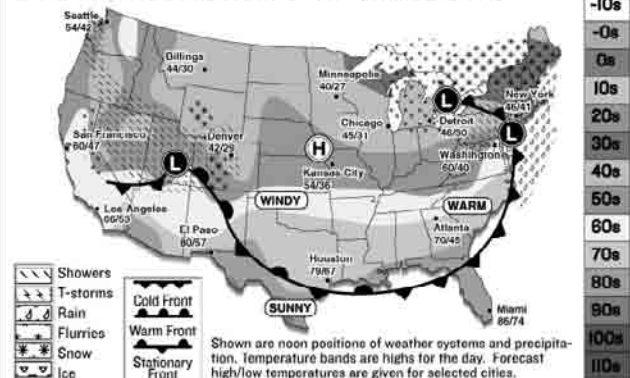 Seattle
54/42
Billings
44/30
Minneapolis
40/27
New York
46/41
Detroit
Chicago
45/31
San Francisco
60/47
Denver
42/29
Washington
60/40
Kansas City
54/36
WINDY
WARM
Los Angeles
66/53
El Paso
80/57
Atlanta
70/45
Houston
79/67
SUNNY
Miami
86/74
L
L
L
H
Showers
T-storms
Rain
Flurries
Snow
Ice
Cold Front
Warm Front
Stationary
Front
Shown are noon positions of weather systems and precipita-
tion. Temperature bands are highs for the day. Forecast
high/low temperatures are given for selected cities.
-10s
-0s
0s
10s
20s
30s
40s
50s
60s
70s
80s
90s
100s
110s